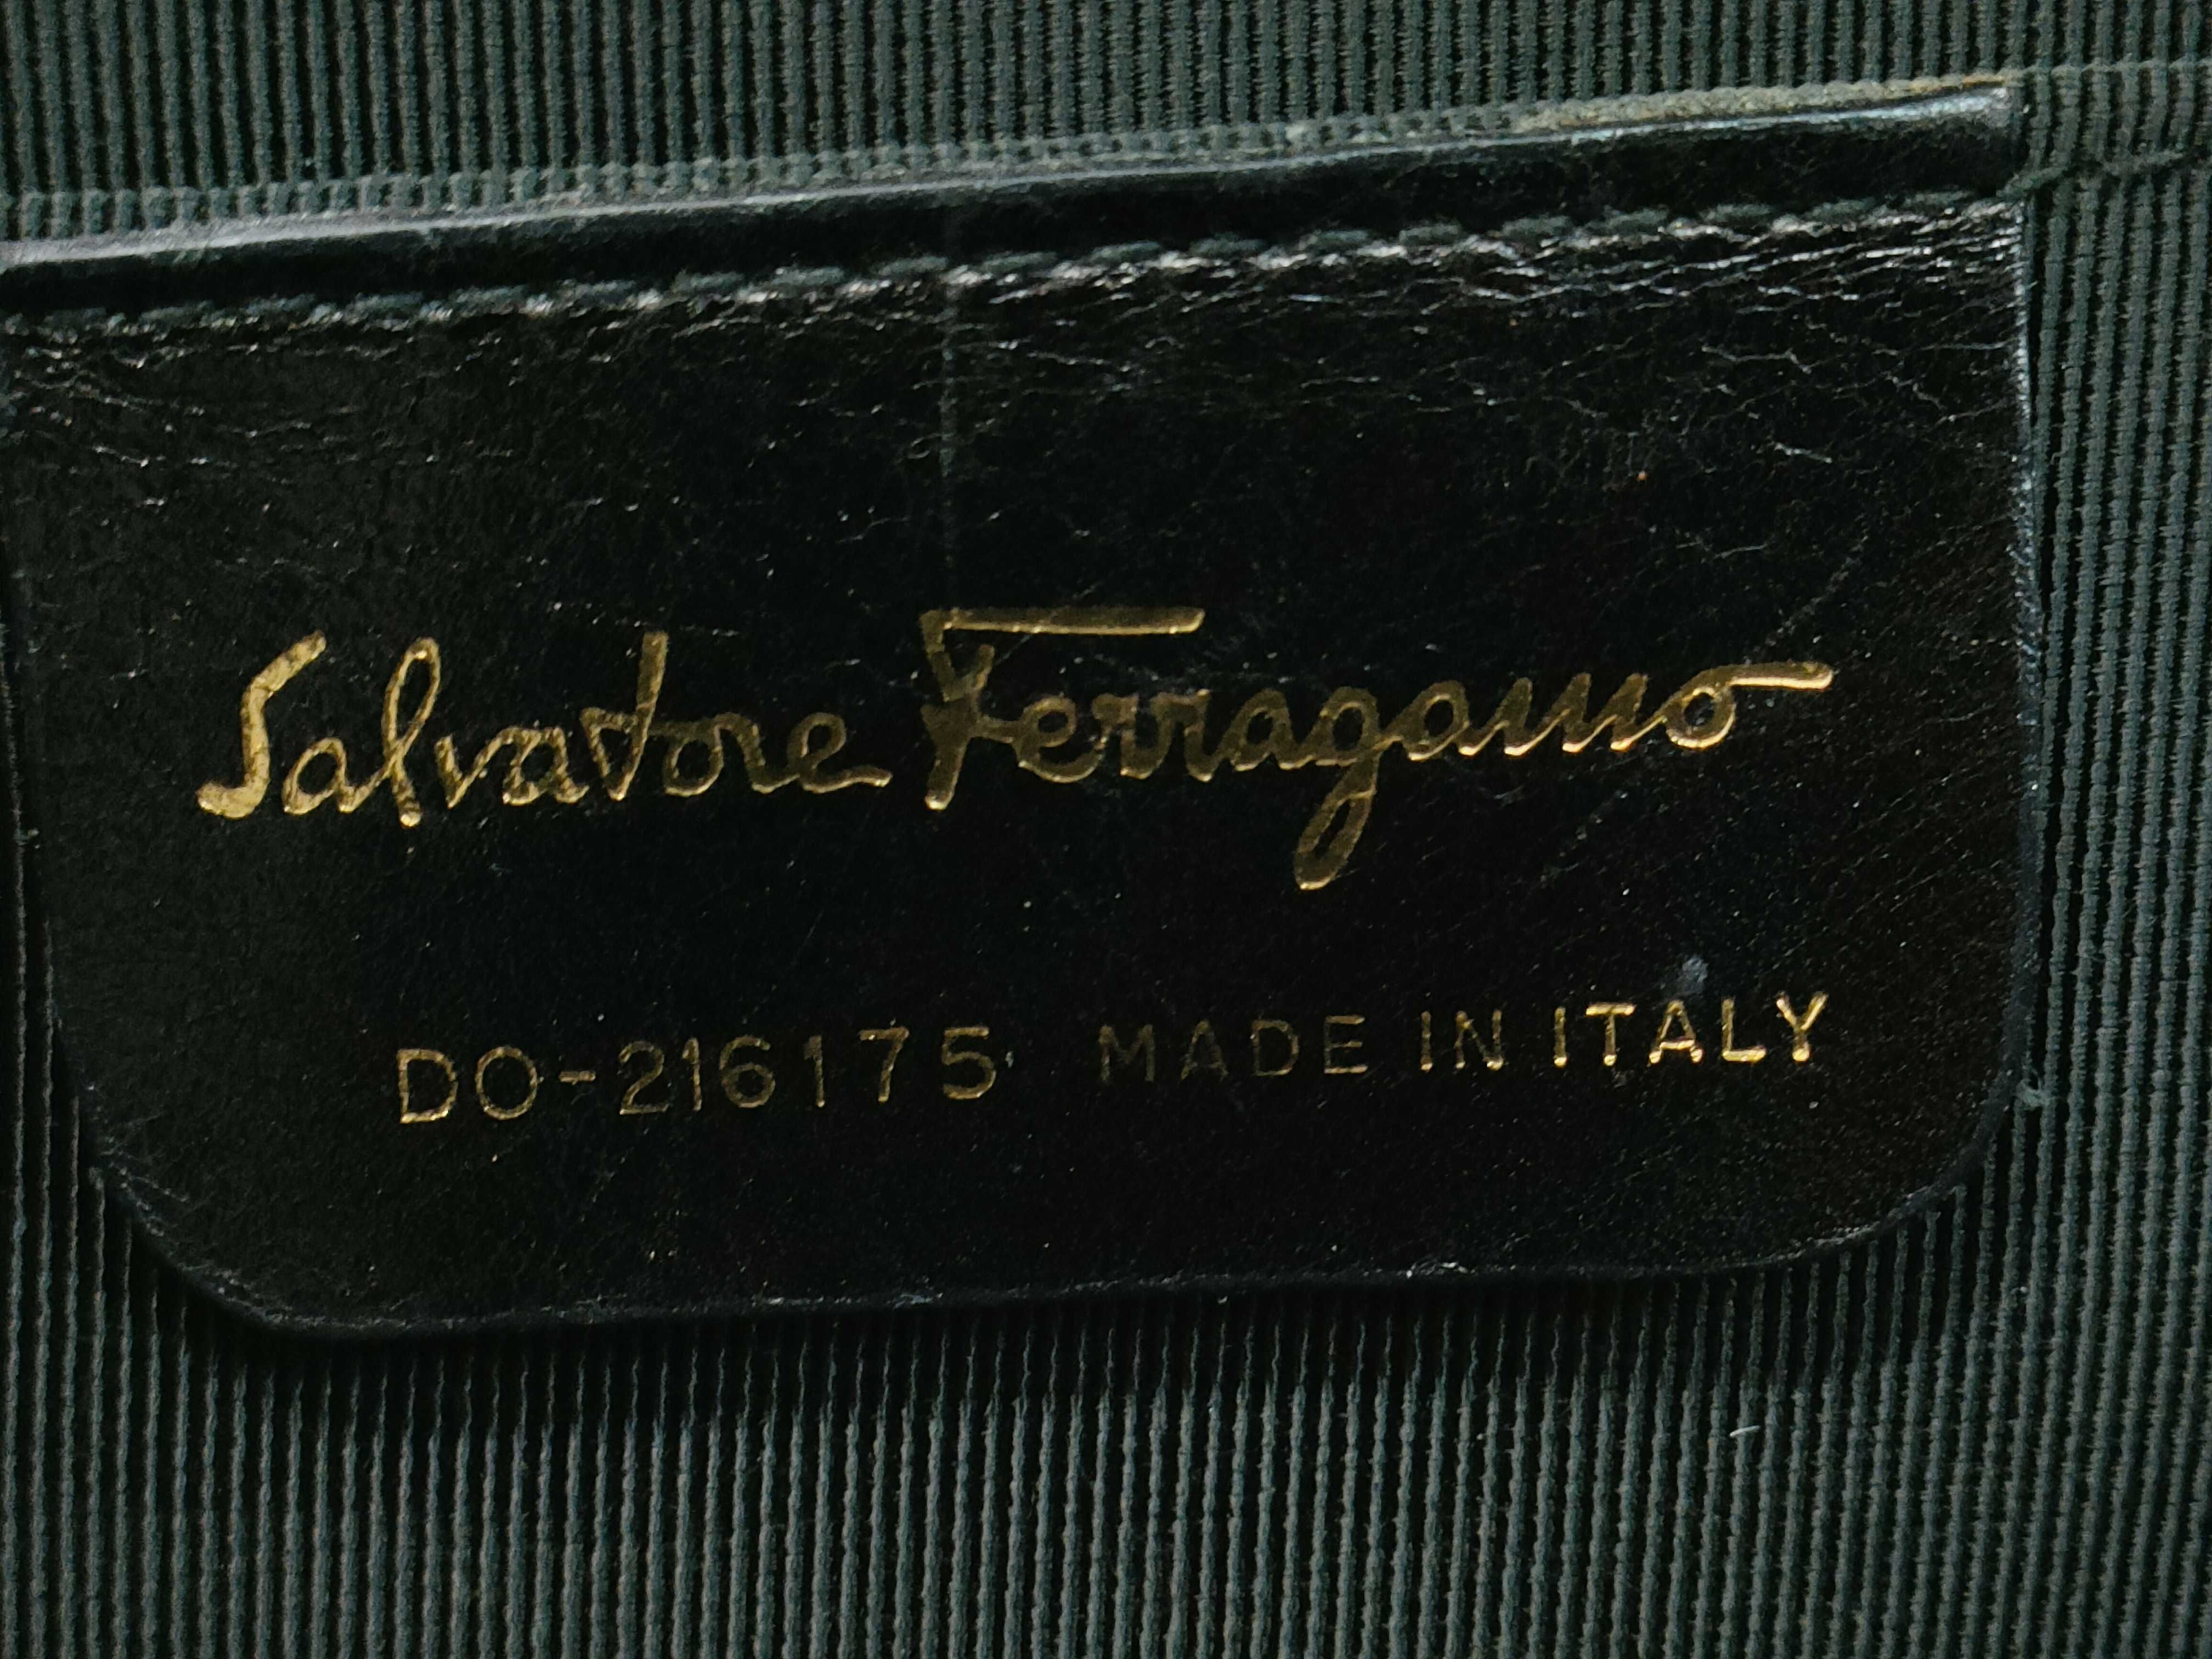 Salvatore Ferragamo
DO-216175 MADE IN ITALY